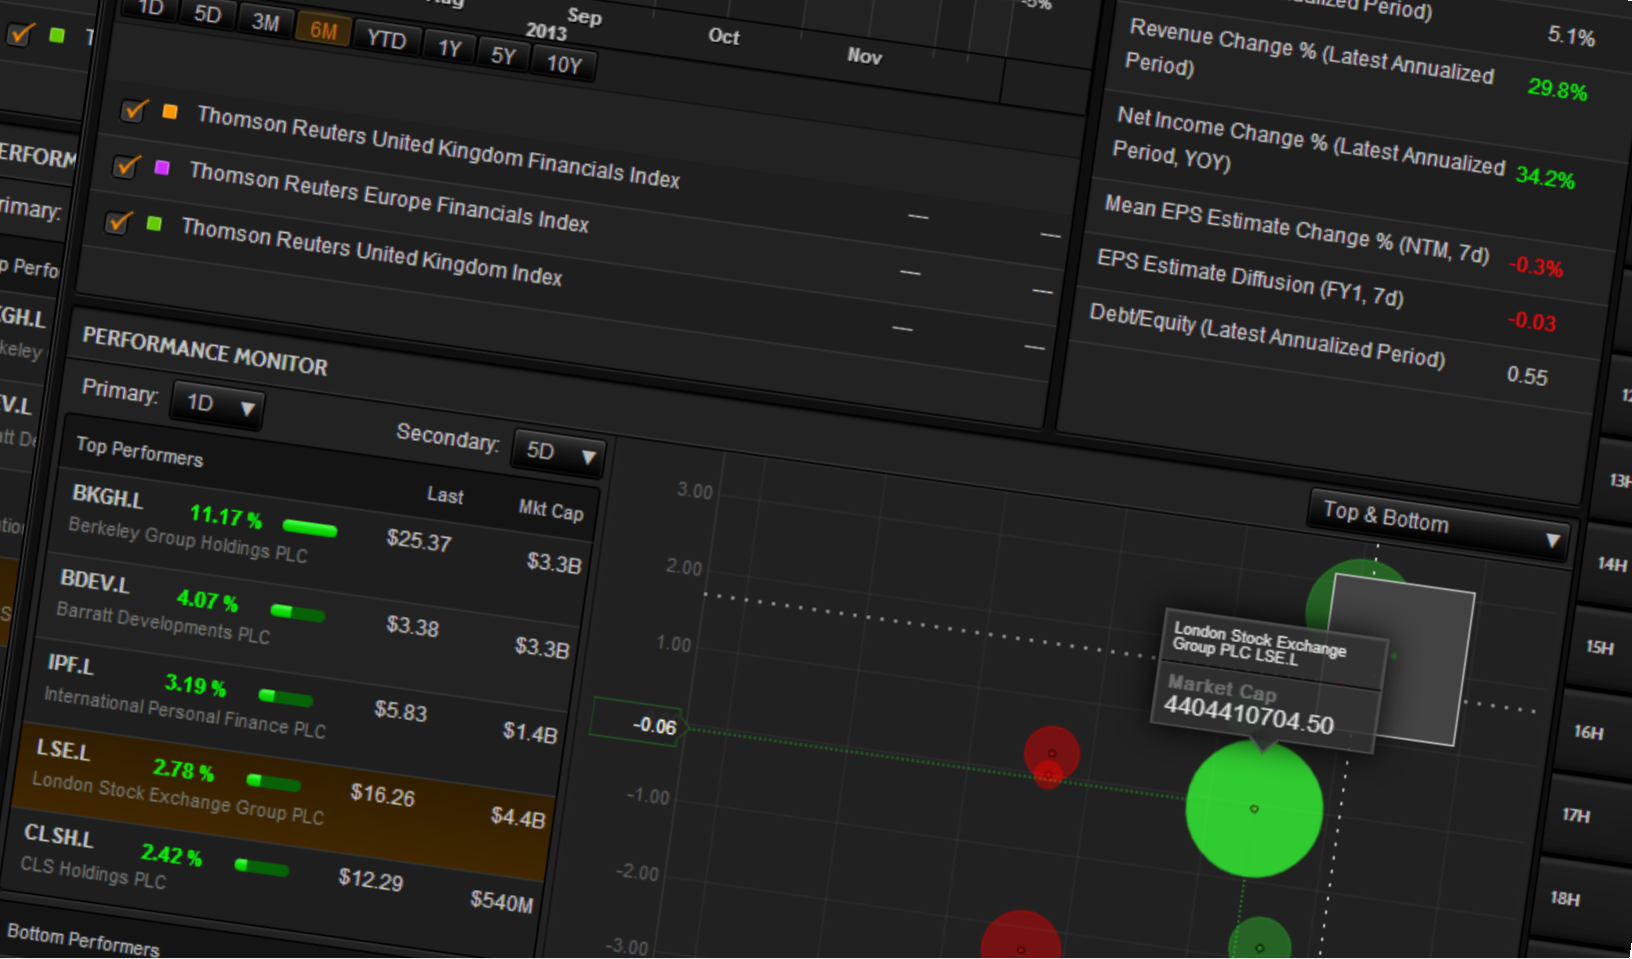 1D
5D
3M
6M
YTD
1Y
5Y
10Y
Sep
2013
Oct
Nov
-5%
Thomson Reuters United Kingdom Financials Index
—
—
Thomson Reuters Europe Financials Index
—
—
Thomson Reuters United Kingdom Index
—
—
Period)
5.1%
Revenue Change % (Latest Annualized
Period)
29.8%
Net Income Change % (Latest Annualized
Period, YOY)
34.2%
Mean EPS Estimate Change % (NTM, 7d)
-0.3%
EPS Estimate Diffusion (FY1, 7d)
-0.03
Debt/Equity (Latest Annualized Period)
0.55
PERFORMANCE MONITOR
Primary:
1D
Secondary:
5D
Top Performers
Last
Mkt Cap
BKGH.L
11.17 %
$25.37
$3.3B
Berkeley Group Holdings PLC
BDEV.L
4.07 %
$3.38
$3.3B
Barratt Developments PLC
IPF.L
3.19 %
$5.83
$1.4B
International Personal Finance PLC
LSE.L
2.78 %
$16.26
$4.4B
London Stock Exchange Group PLC
CLSH.L
2.42 %
$12.29
$540M
CLS Holdings PLC
Bottom Performers
Top & Bottom
3.00
2.00
1.00
-0.06
-1.00
-2.00
-3.00
London Stock Exchange
Group PLC LSE.L
Market Cap
4404410704.50
13H
14H
15H
16H
17H
18H